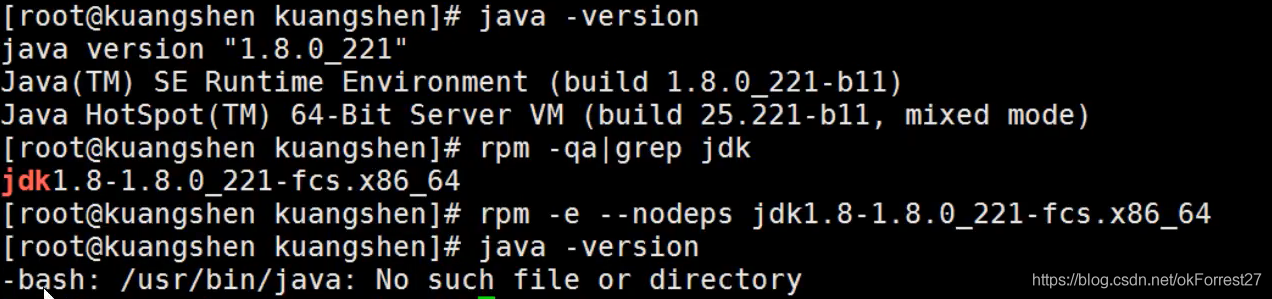 [root@kuangshen kuangshen]# java -version
java version "1.8.0_221"
Java(TM) SE Runtime Environment (build 1.8.0_221-b11)
Java HotSpot(TM) 64-Bit Server VM (build 25.221-b11, mixed mode)
[root@kuangshen kuangshen]# rpm -qa|grep jdk
jdk1.8-1.8.0_221-fcs.x86_64
[root@kuangshen kuangshen]# rpm -e --nodeps jdk1.8-1.8.0_221-fcs.x86_64
[root@kuangshen kuangshen]# java -version
-bash: /usr/bin/java: No such file or directory
https://blog.csdn.net/okForrest27